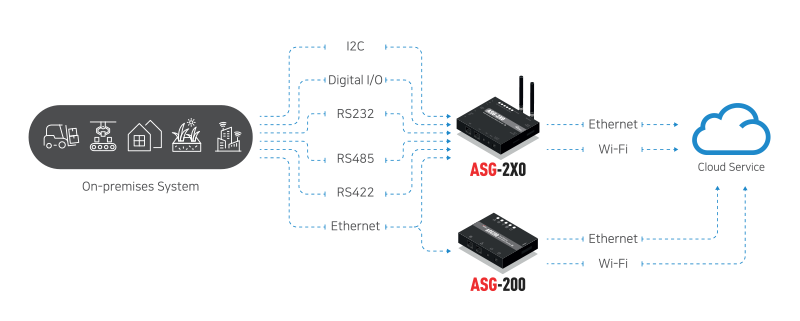 I2C
Digital I/O
RS232
RS485
RS422
Ethernet
On-premises System
ASG-2X0
Ethernet
Wi-Fi
Cloud Service
ASG-200
Ethernet
Wi-Fi